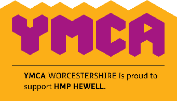 YMCA
YMCA WORCESTERSHIRE is proud to
support HMP HEWELL.